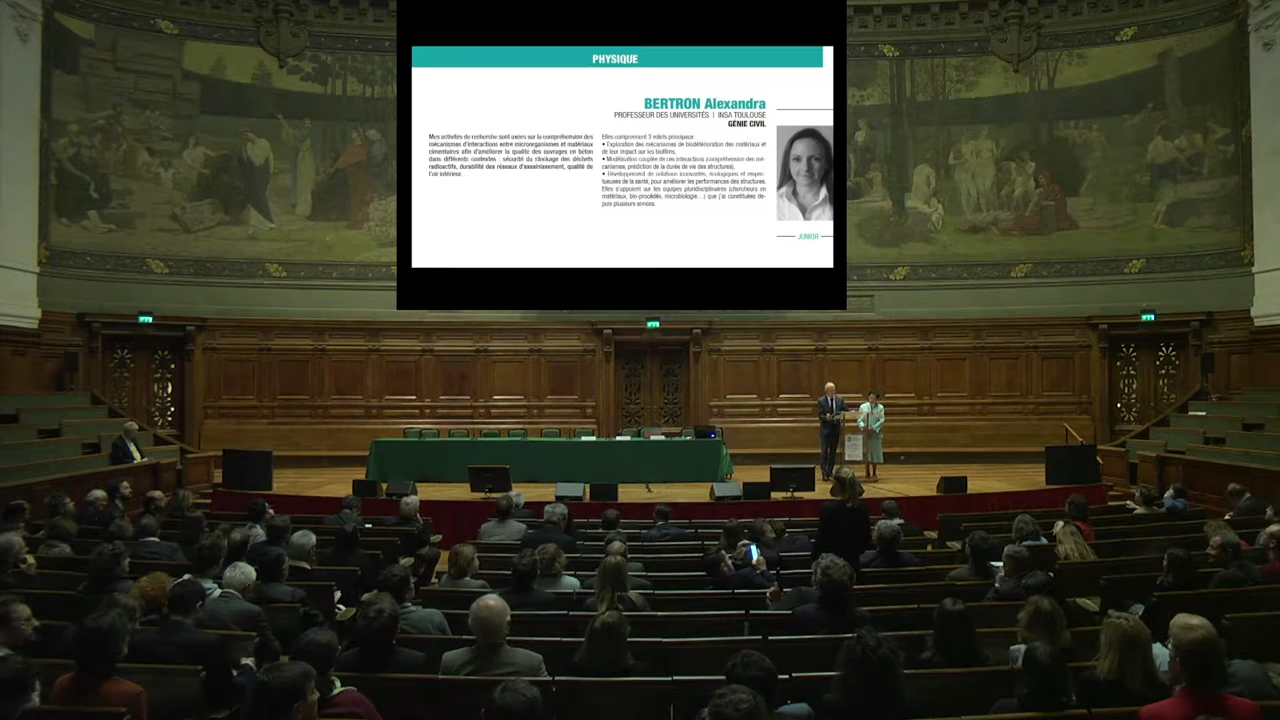 PHYSIQUE
BERTRON Alexandra
PROFESSEUR DES UNIVERSITÉS | INSA TOULOUSE
GÉNIE CIVIL
Mes activités de recherche sont axées sur la compréhension des
mécanismes d'interactions entre microorganismes et matériaux
cimentaires afin d'améliorer la qualité des ouvrages en béton
dans différents contextes : sécurité du stockage des déchets
radioactifs, durabilité des réseaux d'assainissement, qualité de
l'air intérieur...
Elles comprennent 3 volets principaux:
• Exploration des mécanismes de biodétérioration des matériaux et
de leur impact sur les biofilms,
• Modélisation couplée de ces interactions (compréhension des mé-
canismes, prédiction de la durée de vie des structures),
• Développement de solutions innovantes, écologiques et respec-
tueuses de la santé, pour améliorer les performances des structures.
Elles s'appuient sur les équipes pluridisciplinaires (chercheurs en
matériaux, bio-procédés, microbiologie…) que j'ai constituées de-
puis plusieurs années.
JUNIOR